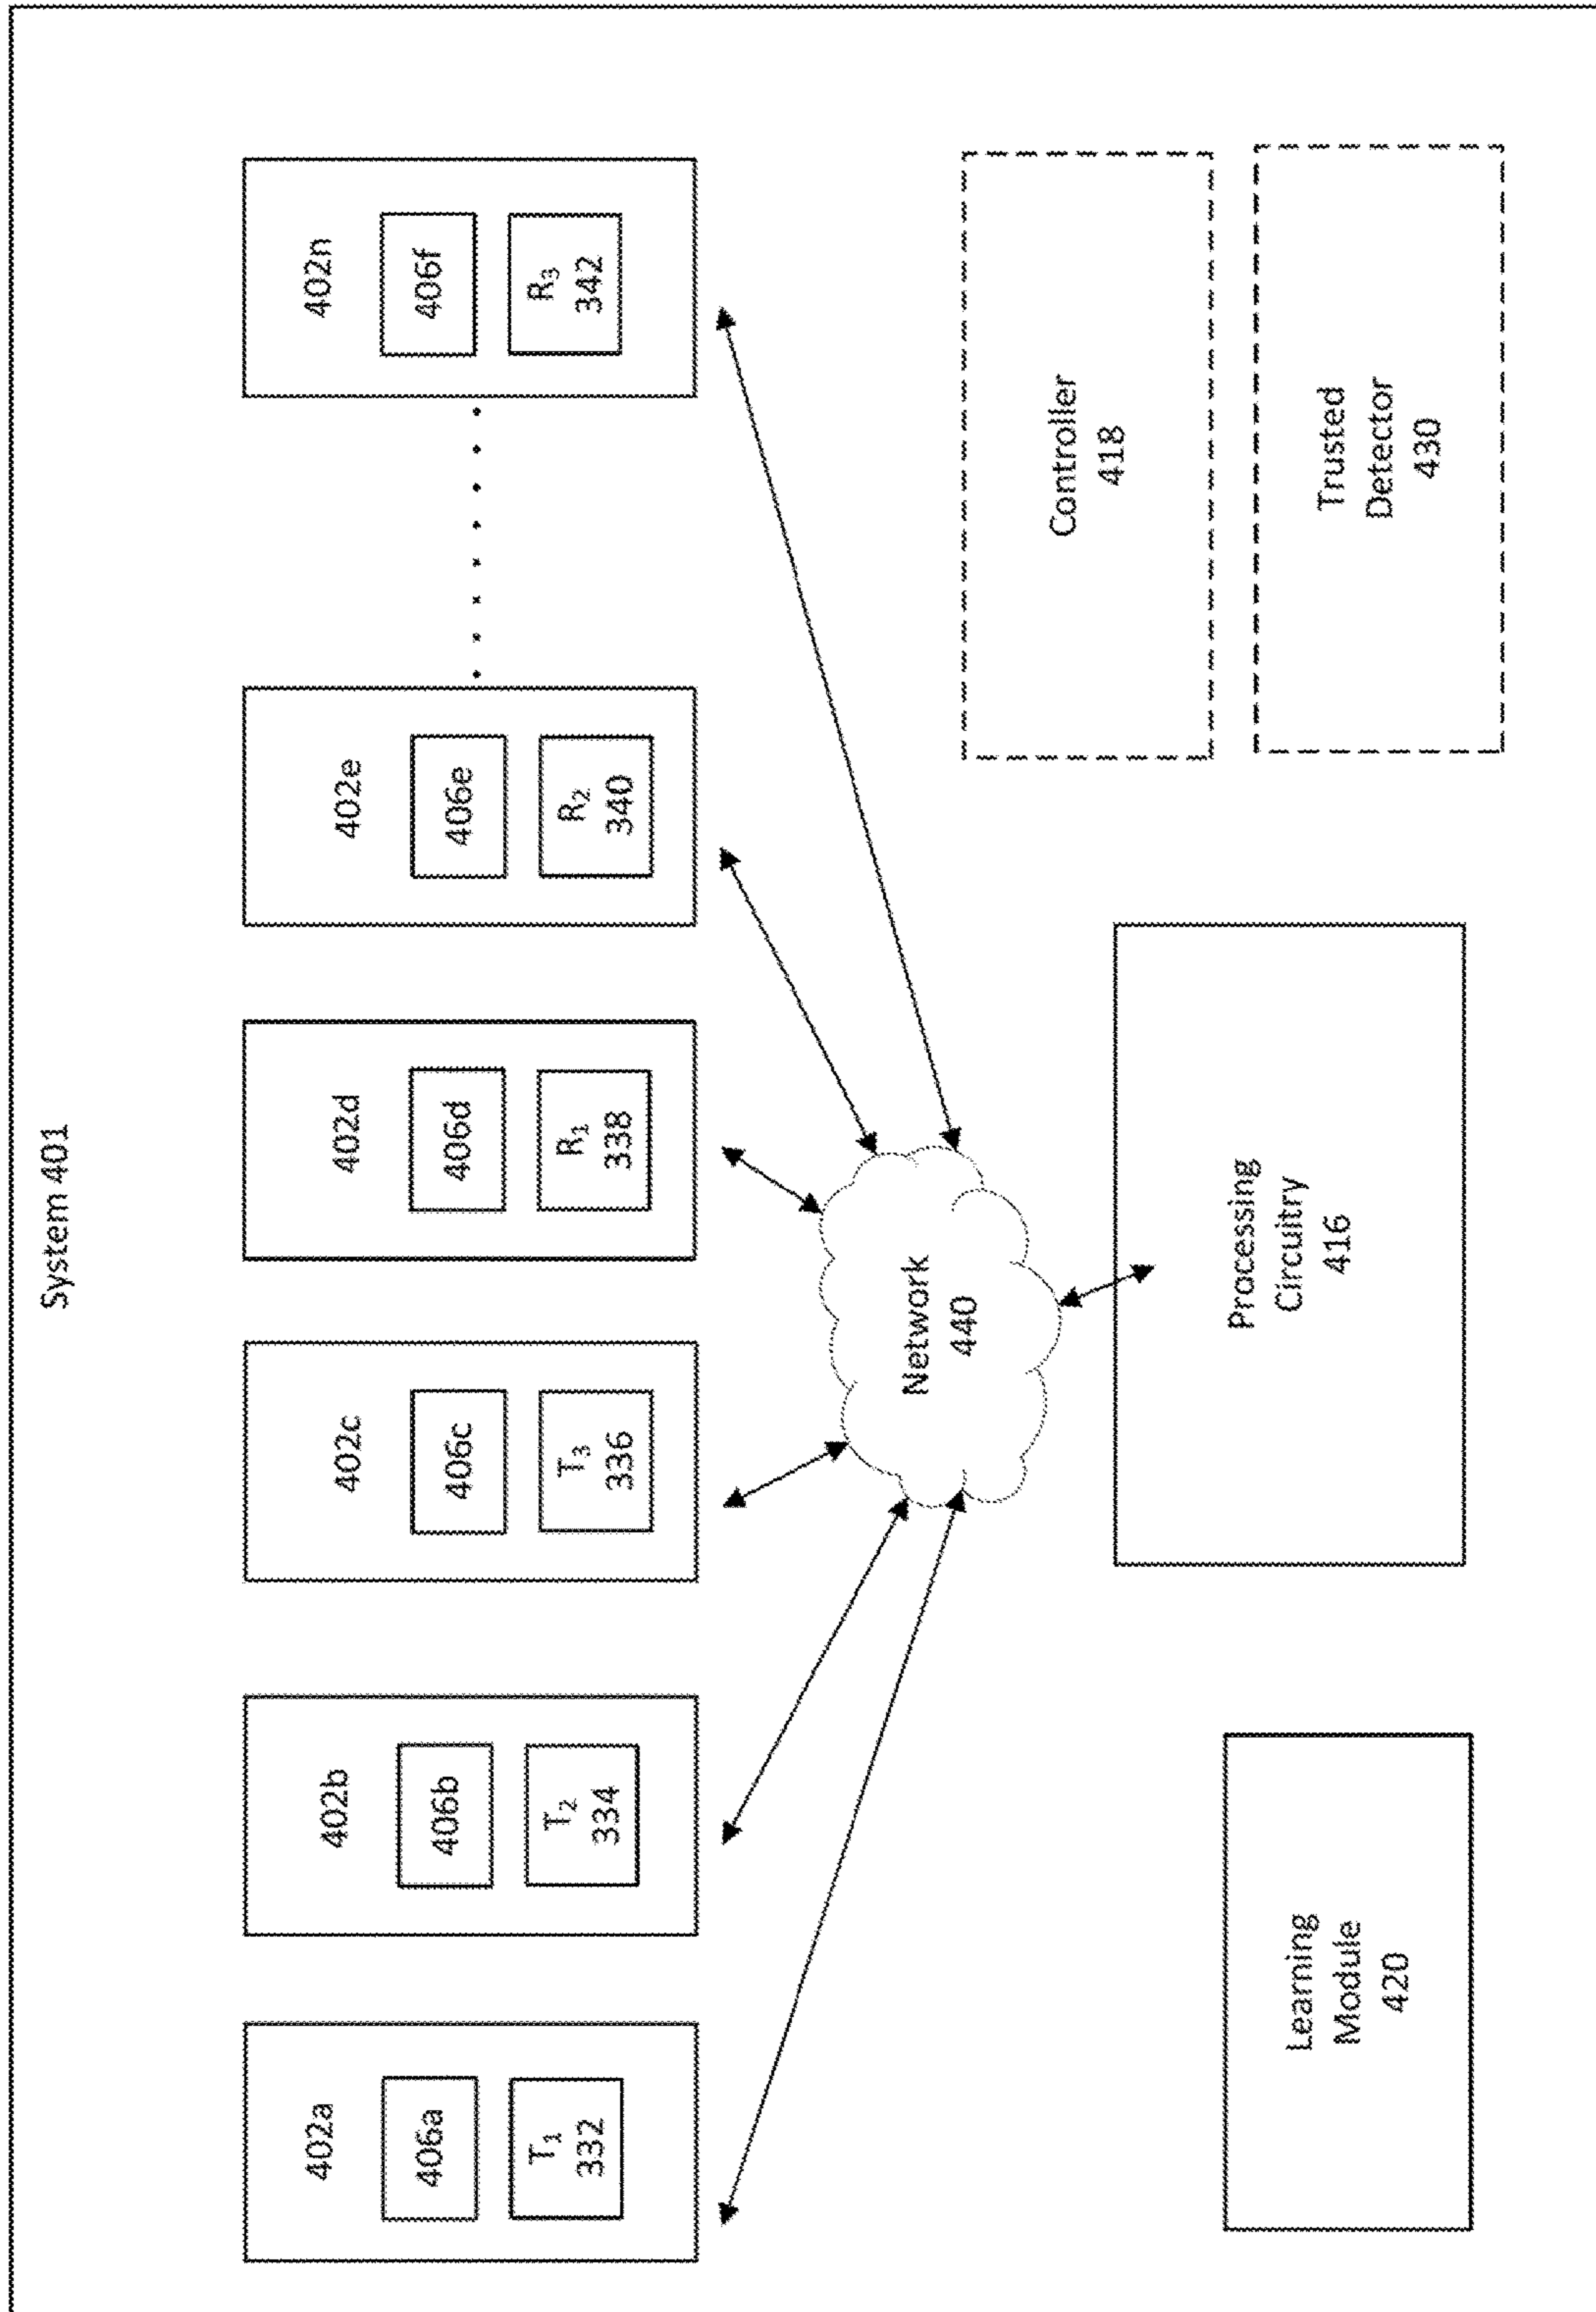 System 401
402a
406a
T₁
332
402b
406b
T₂
334
402c
406c
T₃
336
402d
406d
R₁
338
402e
406e
R₂
340
402n
406f
R₃
342
Network
440
Learning
Module
420
Processing
Circuitry
416
Controller
418
Trusted
Detector
430